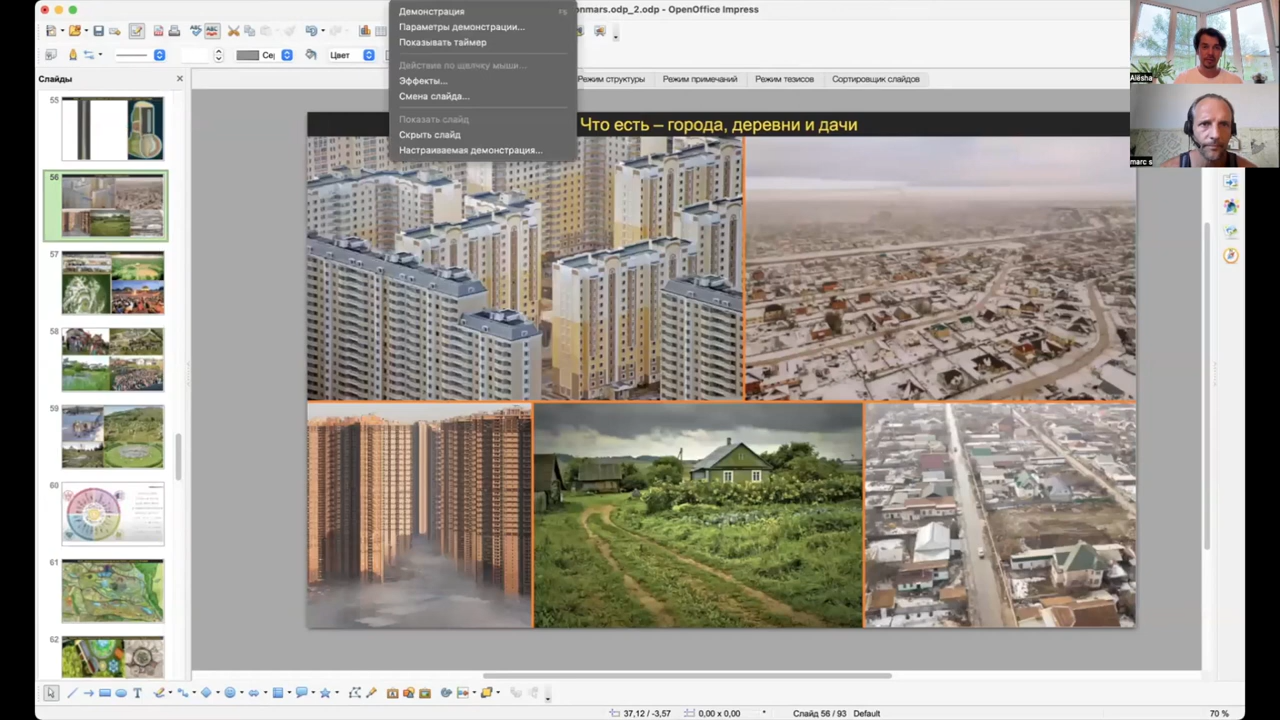 onmars.odp_2.odp - OpenOffice Impress
Демонстрация F5
Параметры демонстрации...
Показывать таймер
Действие по щелчку мыши...
Эффекты...
Смена слайда...
Показать слайд
Скрыть слайд
Настраиваемая демонстрация...
Цвет
Слайды
Режим структуры
Режим примечаний
Режим тезисов
Сортировщик слайдов
Что есть – города, деревни и дачи
Alësha
marc s
55
56
57
58
59
60
61
62
37,12 / -3,57
0,00 x 0,00
*
Слайд 56 / 93
Default
70 %